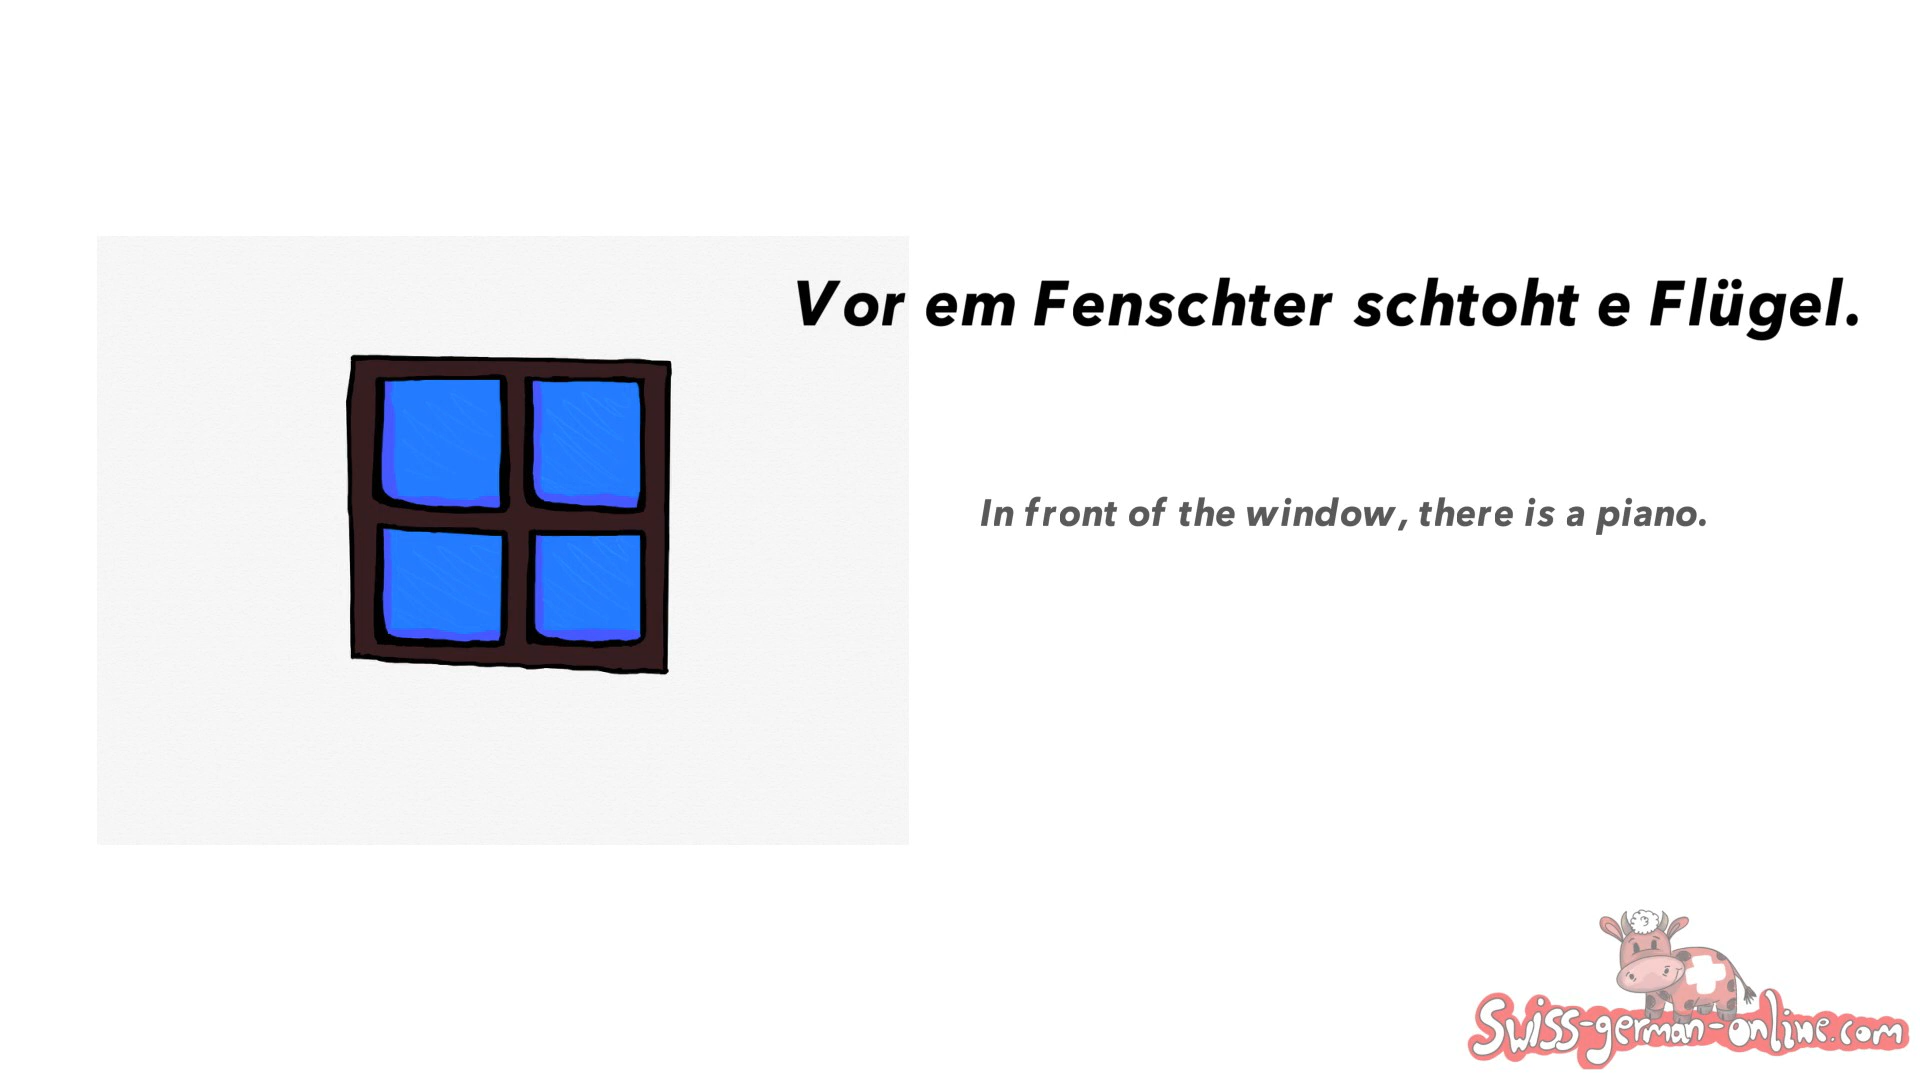 Vor em Fenschter schtoht e Flügel.
In front of the window, there is a piano.
Swiss-german-online.com